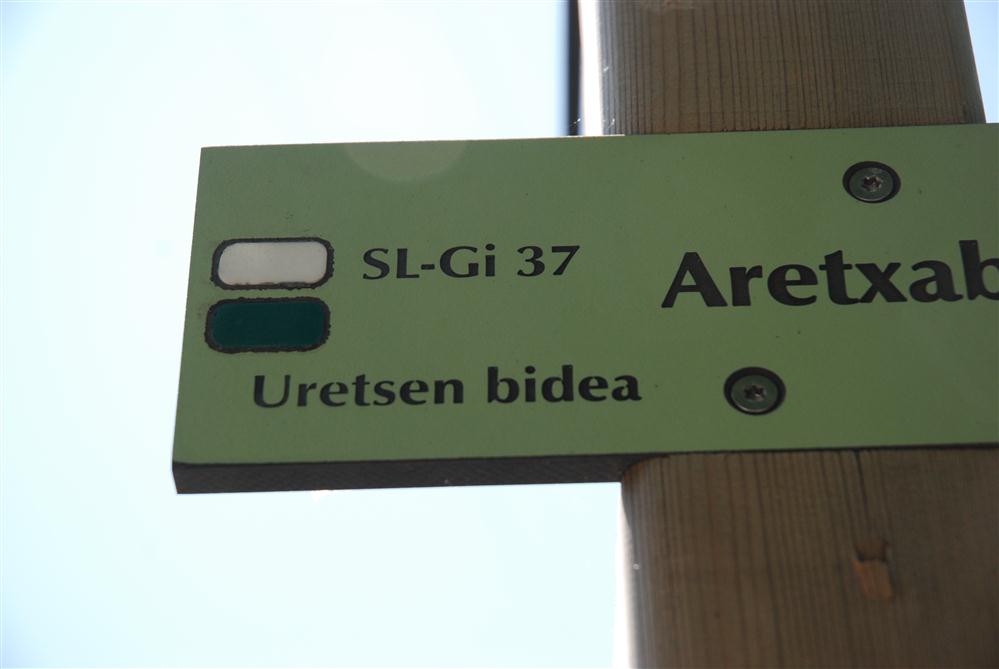 SL-Gi 37
Aretxab
Uretsen bidea